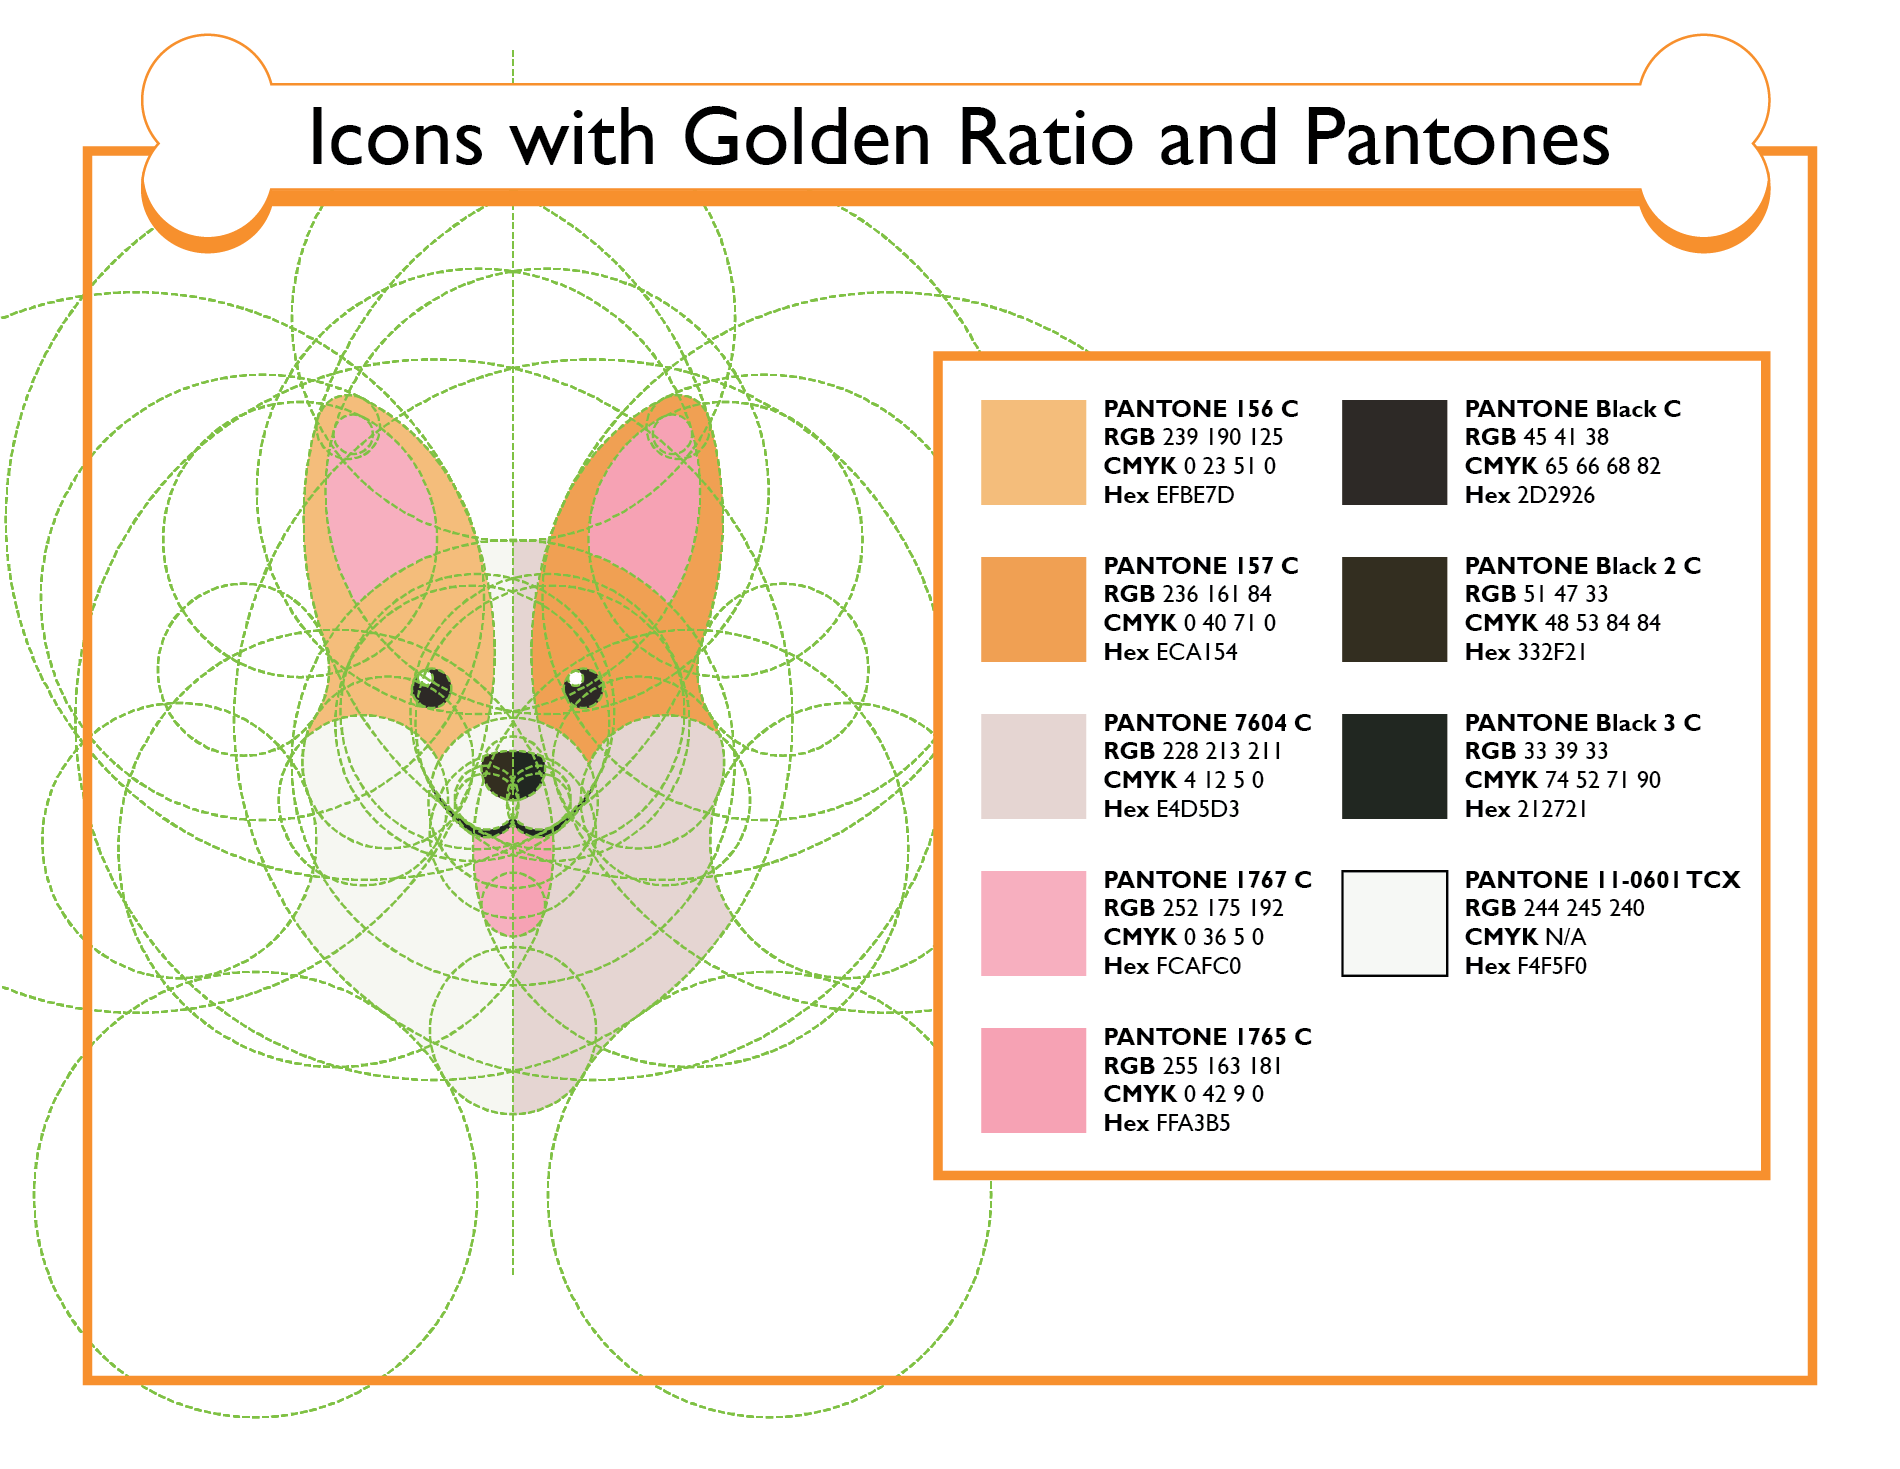 Icons with Golden Ratio and Pantones
PANTONE 156 C
RGB 239 190 125
CMYK 0 23 51 0
Hex EFBE7D
PANTONE 157 C
RGB 236 161 84
CMYK 0 40 71 0
Hex ECA154
PANTONE 7604 C
RGB 228 213 211
CMYK 4 12 5 0
Hex E4D5D3
PANTONE 1767 C
RGB 252 175 192
CMYK 0 36 5 0
Hex FCAFC0
PANTONE 1765 C
RGB 255 163 181
CMYK 0 42 9 0
Hex FFA3B5
PANTONE Black C
RGB 45 41 38
CMYK 65 66 68 82
Hex 2D2926
PANTONE Black 2 C
RGB 51 47 33
CMYK 48 53 84 84
Hex 332F21
PANTONE Black 3 C
RGB 33 39 33
CMYK 74 52 71 90
Hex 212721
PANTONE 11-0601 TCX
RGB 244 245 240
CMYK N/A
Hex F4F5F0